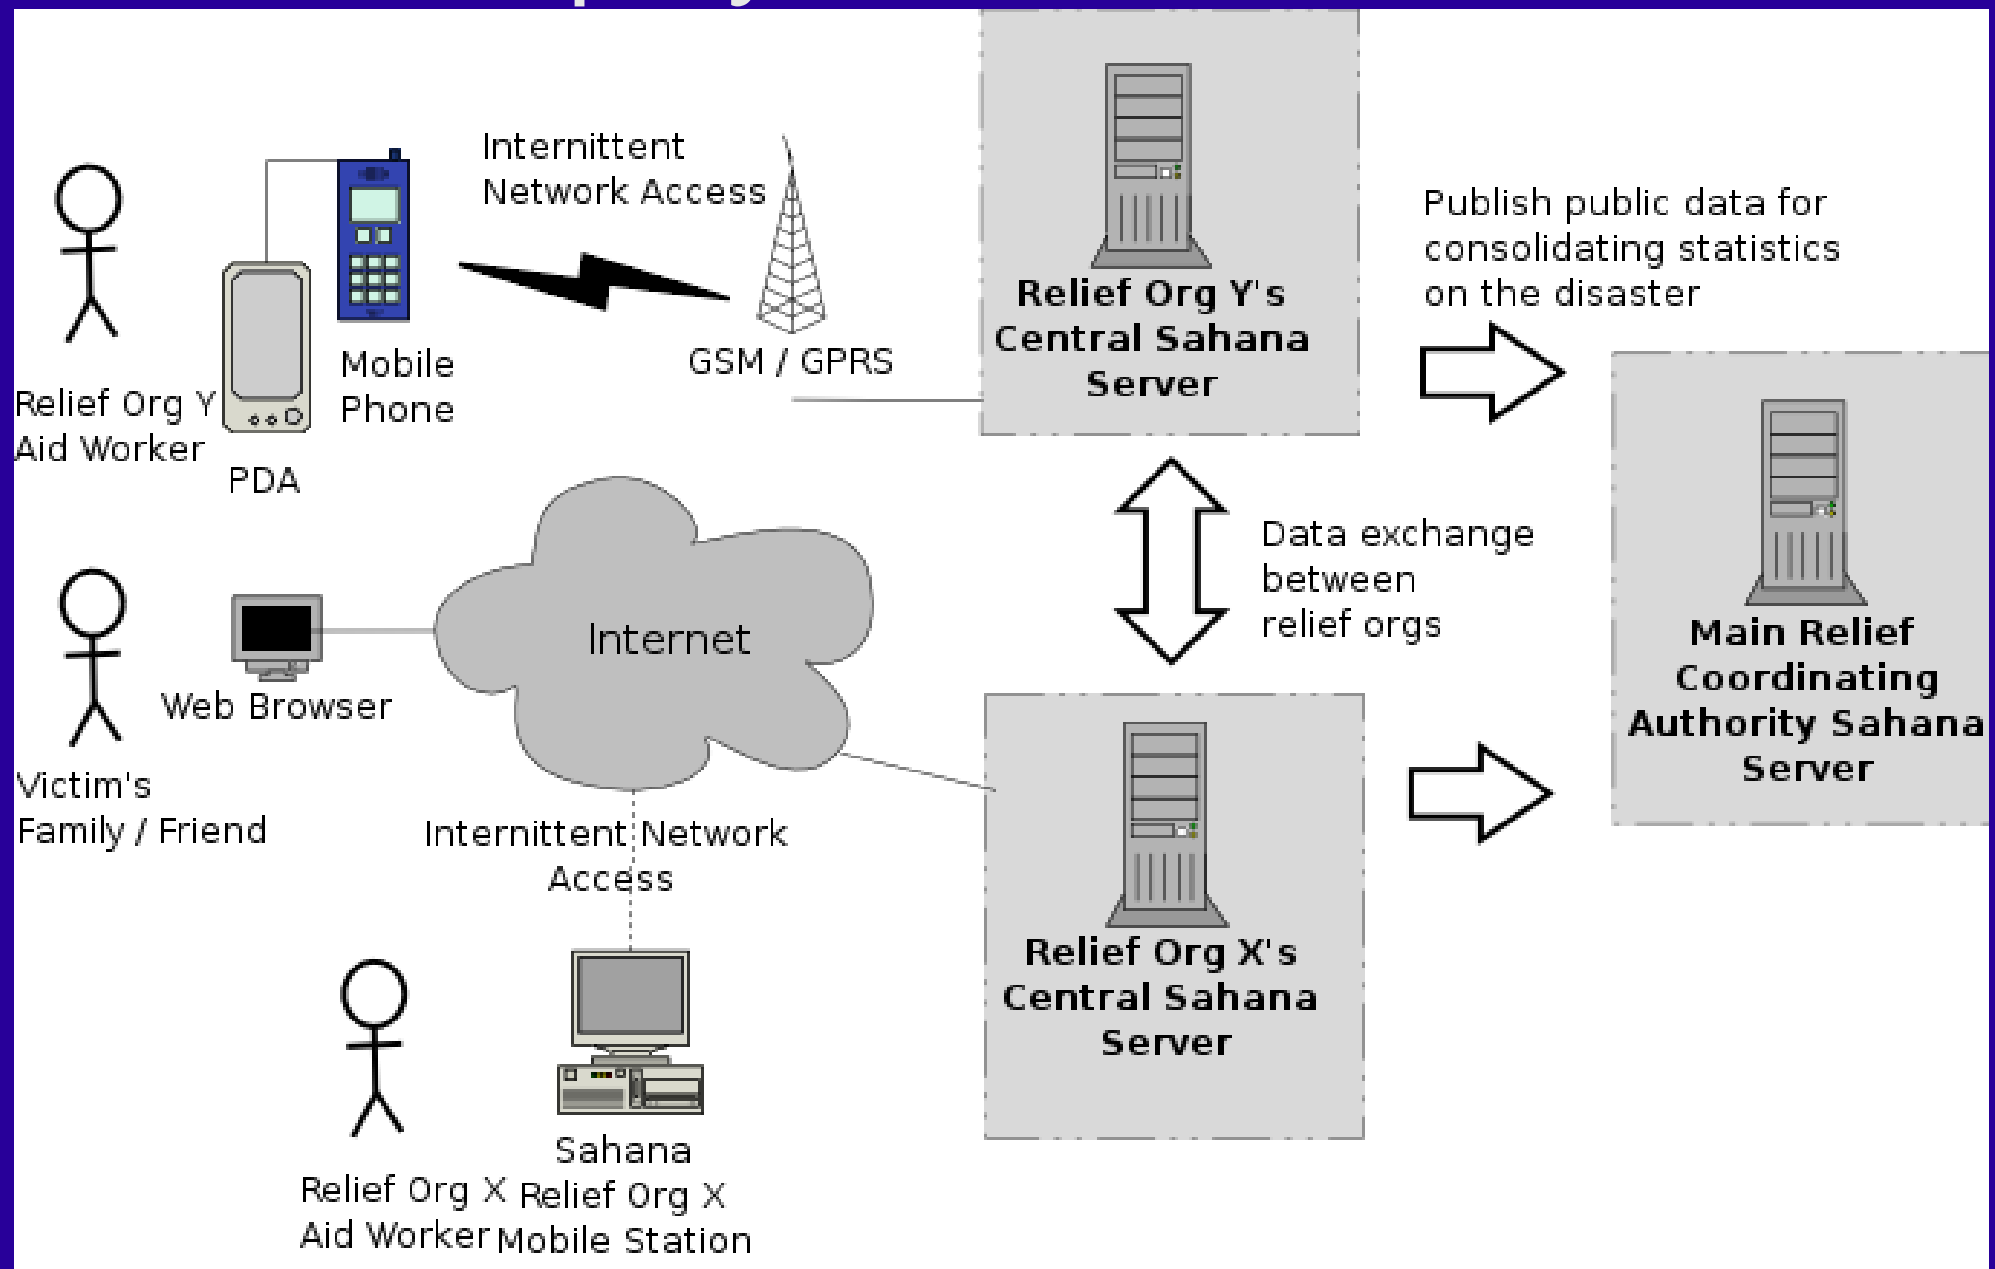 Internittent
Network Access
Relief Org Y
Aid Worker
PDA
Mobile
Phone
GSM / GPRS
Relief Org Y's
Central Sahana
Server
Publish public data for
consolidating statistics
on the disaster
Data exchange
between
relief orgs
Main Relief
Coordinating
Authority Sahana
Server
Internet
Web Browser
Victim's
Family / Friend
Internittent Network
Access
Relief Org X's
Central Sahana
Server
Relief Org X
Aid Worker
Sahana
Relief Org X
Mobile Station